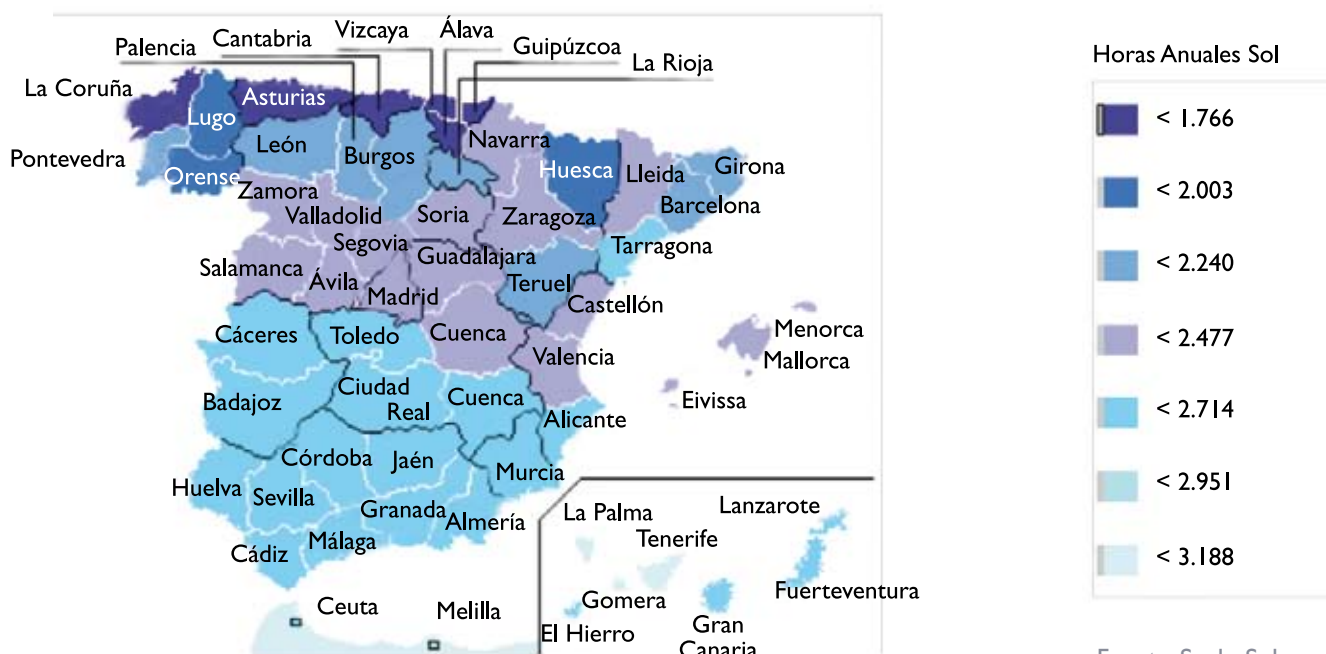 Vizcaya
Álava
Palencia
Cantabria
Guipúzcoa
La Rioja
La Coruña
Asturias
Lugo
Navarra
León
Burgos
Pontevedra
Orense
Huesca
Lleida
Girona
Zamora
Barcelona
Valladolid
Soria
Zaragoza
Segovia
Tarragona
Guadalajara
Salamanca
Ávila
Teruel
Madrid
Castellón
Cáceres
Toledo
Cuenca
Menorca
Valencia
Mallorca
Ciudad
Real
Badajoz
Cuenca
Eivissa
Alicante
Córdoba
Jaén
Murcia
Huelva
Sevilla
Granada
Almería
Málaga
Cádiz
La Palma
Lanzarote
Tenerife
Fuerteventura
Gomera
Ceuta
Melilla
El Hierro
Gran
Canaria
Horas Anuales Sol
< 1.766
< 2.003
< 2.240
< 2.477
< 2.714
< 2.951
< 3.188